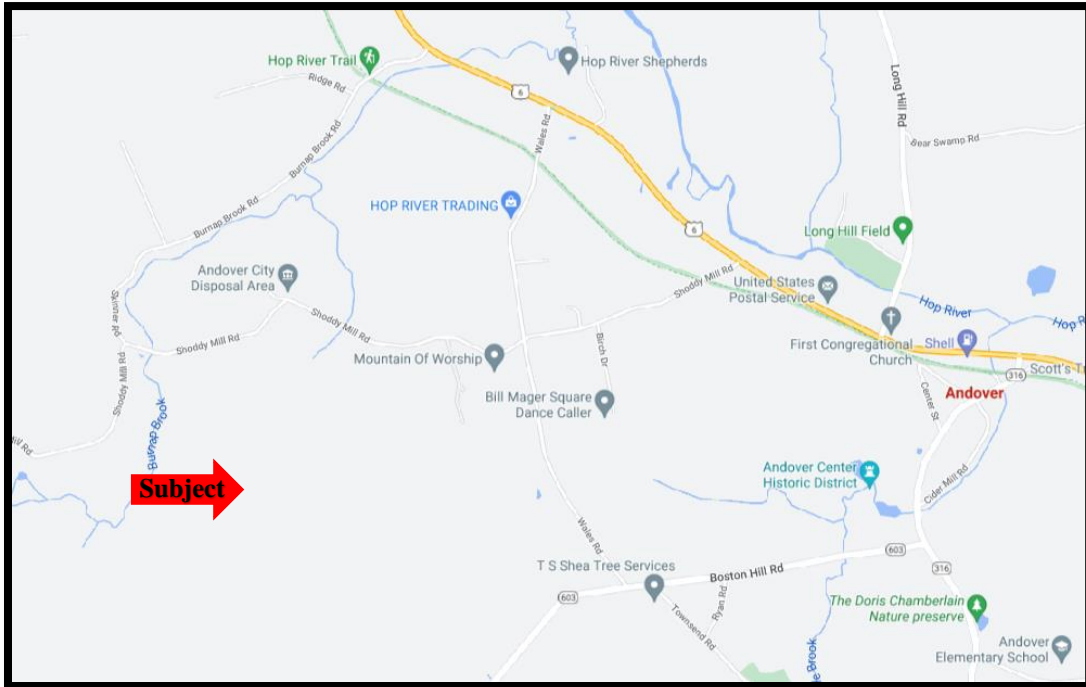 Hop River Trail
Hop River Shepherds
Ridge Rd
6
Long Hill Rd
Wales Rd
Bear Swamp Rd
Burnap Brook Rd
HOP RIVER TRADING
Burnap Brook Rd
6
Long Hill Field
Andover City
Disposal Area
Shoddy Mill Rd
United States
Postal Service
Skinner Rd
Shoddy Mill Rd
Hop River
Shoddy Mill Rd
Birch Dr
First Congregational
Church
Shell
Mountain Of Worship
316
Shoddy Mill Rd
Bill Mager Square
Dance Caller
Center St
Andover
Burnap Brook
Subject
Andover Center
Historic District
Cider Mill Rd
Wales Rd
603
T S Shea Tree Services
Boston Hill Rd
316
603
Ryan Rd
Townsend Rd
The Doris Chamberlain
Nature preserve
Andover
Elementary School